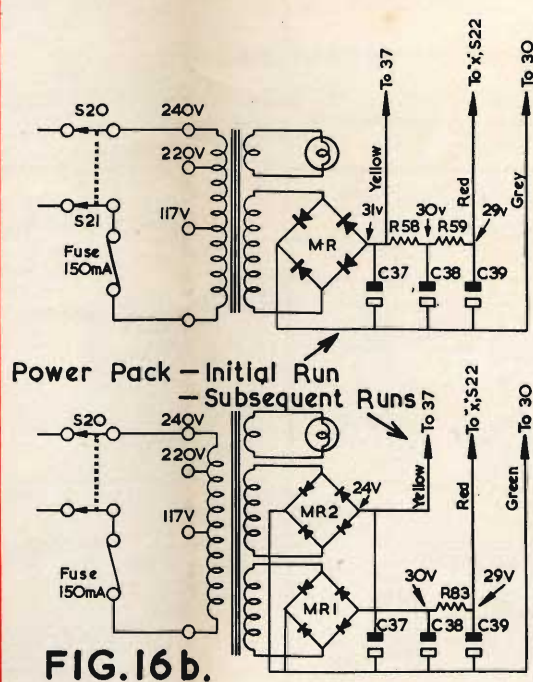 To 37
To 'x', S22
To 30
S20
240V
220V
Yellow
Red
Grey
31v
30v
29v
S21
117V
MR
R58
R59
Fuse
150mA
C37
C38
C39
Power Pack — Initial Run
— Subsequent Runs
To 37
To 'x', S22
To 30
S20
240V
220V
24V
Yellow
Red
Green
MR2
117V
Fuse
150mA
MR1
30V
29V
R83
C37
C38
C39
FIG.16b.